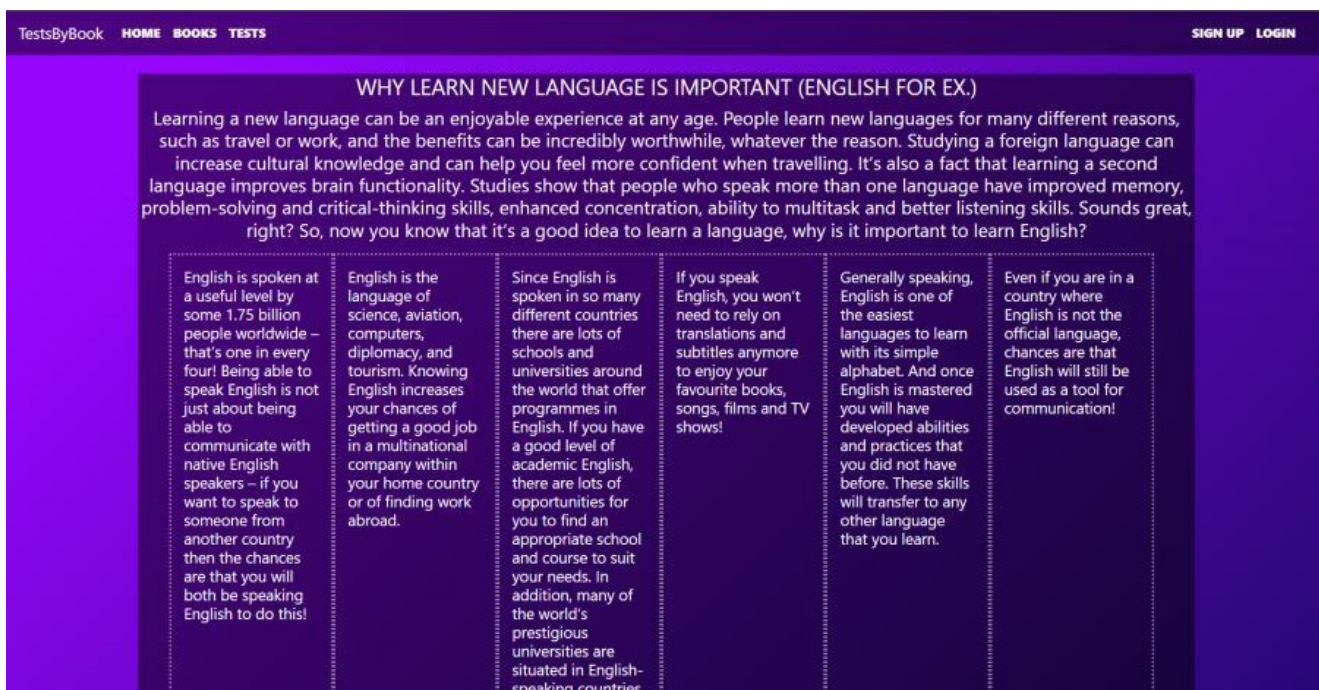 TestsByBook HOME BOOKS TESTS SIGN UP LOGIN
WHY LEARN NEW LANGUAGE IS IMPORTANT (ENGLISH FOR EX.)
Learning a new language can be an enjoyable experience at any age. People learn new languages for many different reasons,
such as travel or work, and the benefits can be incredibly worthwhile, whatever the reason. Studying a foreign language can
increase cultural knowledge and can help you feel more confident when travelling. It's also a fact that learning a second
language improves brain functionality. Studies show that people who speak more than one language have improved memory,
problem-solving and critical-thinking skills, enhanced concentration, ability to multitask and better listening skills. Sounds great,
right? So, now you know that it's a good idea to learn a language, why is it important to learn English?
English is spoken at
a useful level by
some 1.75 billion
people worldwide –
that's one in every
four! Being able to
speak English is not
just about being
able to
communicate with
native English
speakers – if you
want to speak to
someone from
another country
then the chances
are that you will
both be speaking
English to do this!
English is the
language of
science, aviation,
computers,
diplomacy, and
tourism. Knowing
English increases
your chances of
getting a good job
in a multinational
company within
your home country
or of finding work
abroad.
Since English is
spoken in so many
different countries
there are lots of
schools and
universities around
the world that offer
programmes in
English. If you have
a good level of
academic English,
there are lots of
opportunities for
you to find an
appropriate school
and course to suit
your needs. In
addition, many of
the world's
prestigious
universities are
situated in English-
speaking countries
If you speak
English, you won't
need to rely on
translations and
subtitles anymore
to enjoy your
favourite books,
songs, films and TV
shows!
Generally speaking,
English is one of
the easiest
languages to learn
with its simple
alphabet. And once
English is mastered
you will have
developed abilities
and practices that
you did not have
before. These skills
will transfer to any
other language
that you learn.
Even if you are in a
country where
English is not the
official language,
chances are that
English will still be
used as a tool for
communication!